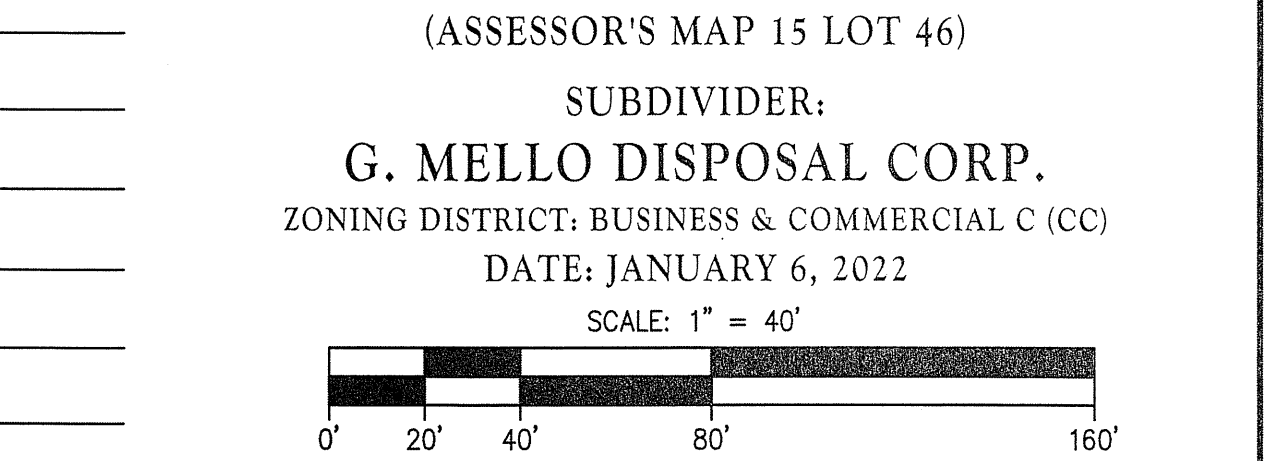 (ASSESSOR'S MAP 15 LOT 46)
SUBDIVIDER:
G. MELLO DISPOSAL CORP.
ZONING DISTRICT: BUSINESS & COMMERCIAL C (CC)
DATE: JANUARY 6, 2022
SCALE: 1" = 40'
0' 20' 40' 80' 160'